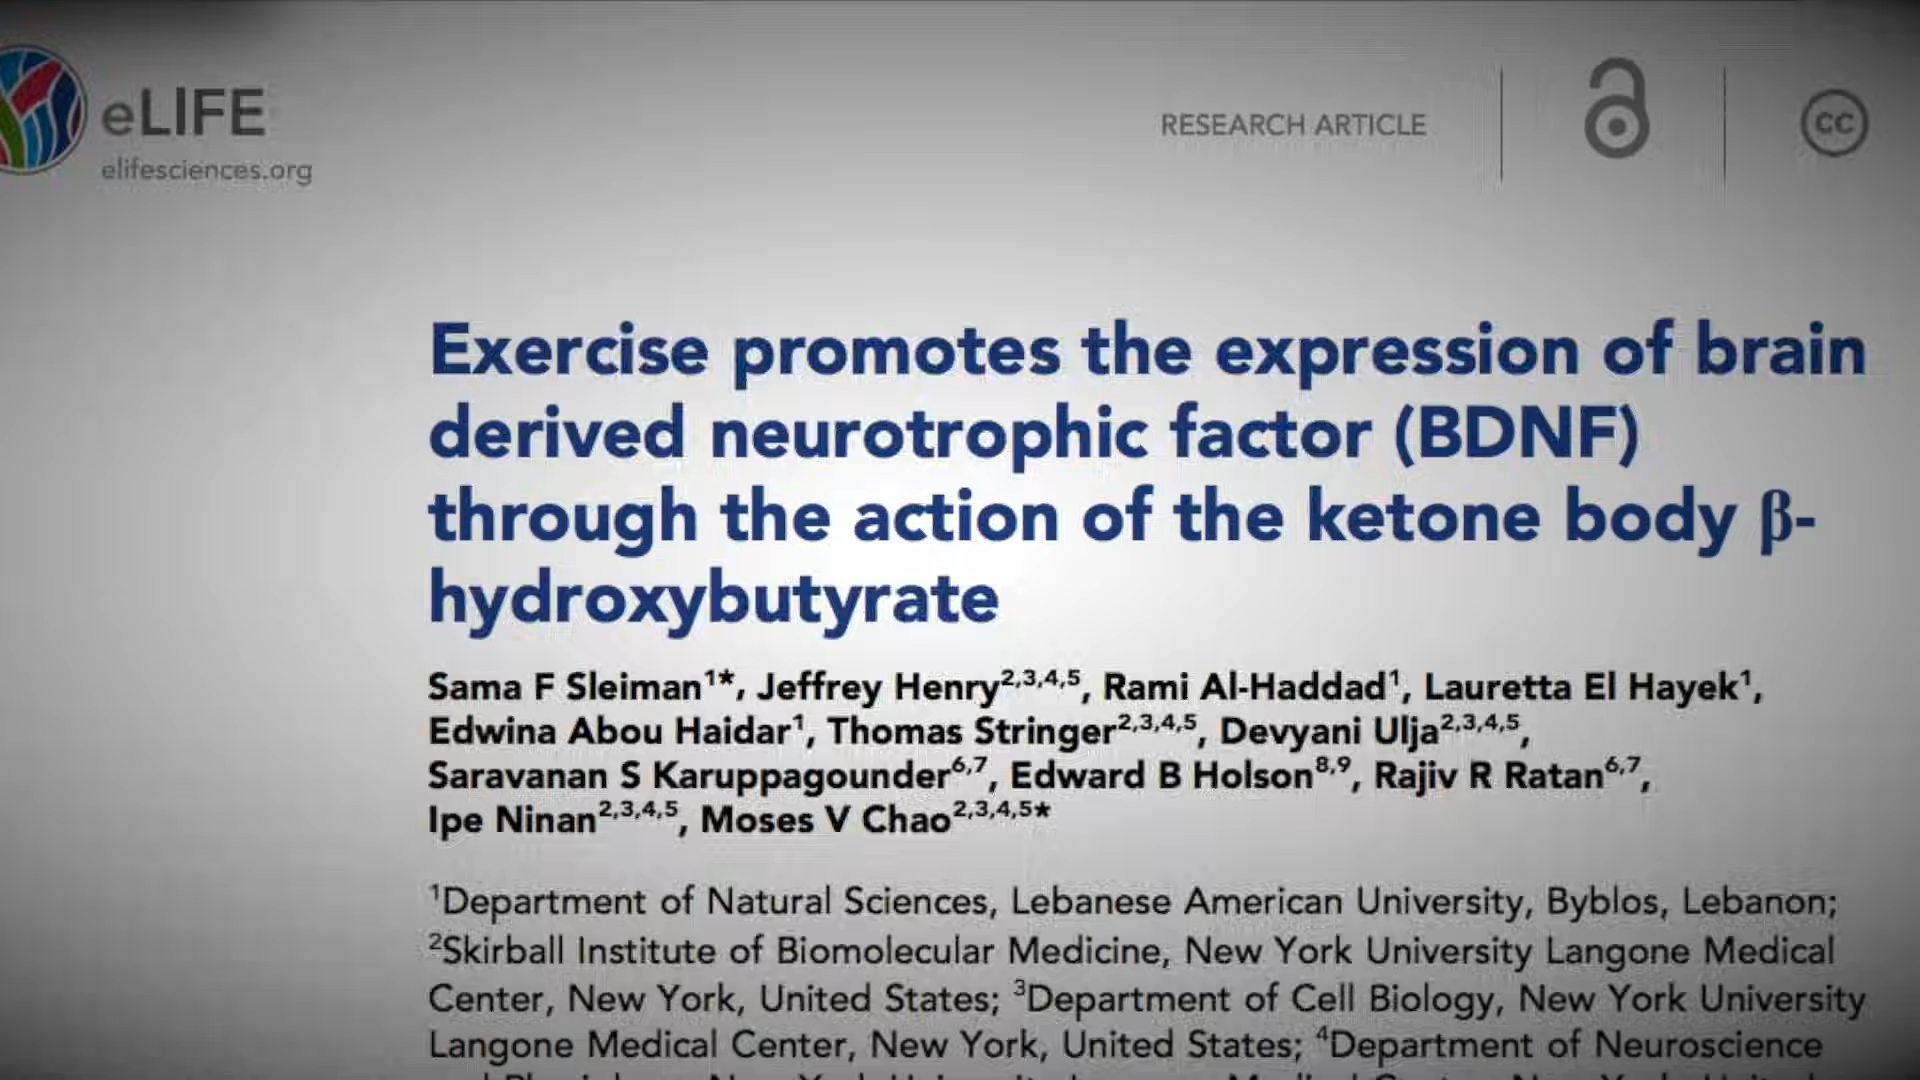 eLIFE
elifesciences.org
RESEARCH ARTICLE
cc
Exercise promotes the expression of brain
derived neurotrophic factor (BDNF)
through the action of the ketone body β-
hydroxybutyrate
Sama F Sleiman¹*, Jeffrey Henry²,³,⁴,⁵, Rami Al-Haddad¹, Lauretta El Hayek¹,
Edwina Abou Haidar¹, Thomas Stringer²,³,⁴,⁵, Devyani Ulja²,³,⁴,⁵,
Saravanan S Karuppagounder⁶,⁷, Edward B Holson⁸,⁹, Rajiv R Ratan⁶,⁷,
Ipe Ninan²,³,⁴,⁵, Moses V Chao²,³,⁴,⁵*
¹Department of Natural Sciences, Lebanese American University, Byblos, Lebanon;
²Skirball Institute of Biomolecular Medicine, New York University Langone Medical
Center, New York, United States; ³Department of Cell Biology, New York University
Langone Medical Center, New York, United States; ⁴Department of Neuroscience